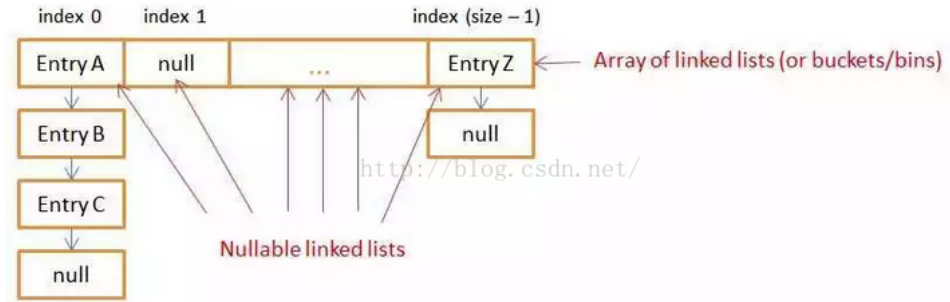 index 0
index 1
index (size – 1)
Entry A
null
...
Entry Z
Array of linked lists (or buckets/bins)
Entry B
null
http://blog.csdn.net/
Entry C
Nullable linked lists
null